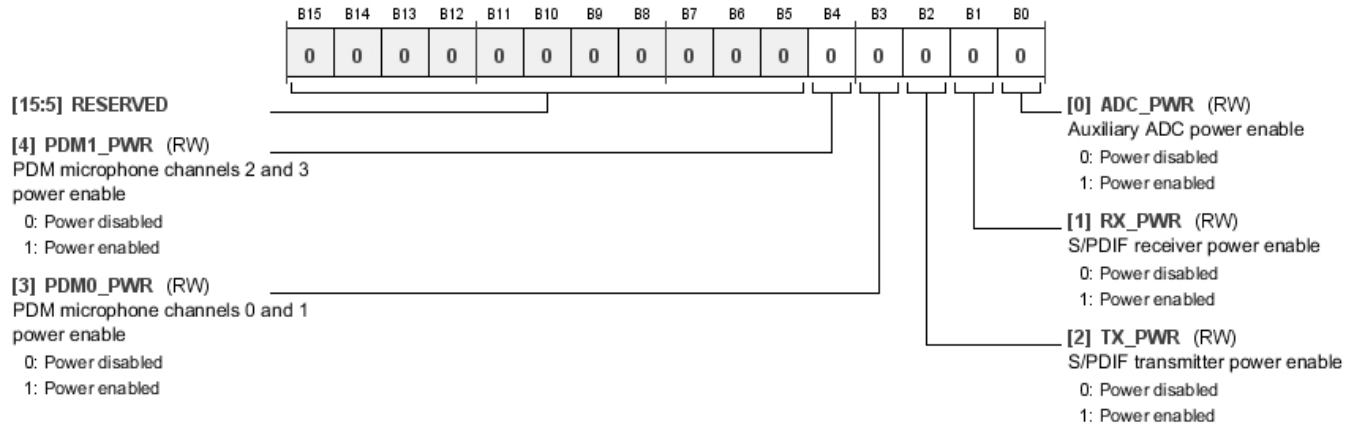 B15 B14 B13 B12 B11 B10 B9 B8 B7 B6 B5 B4 B3 B2 B1 B0
0 0 0 0 0 0 0 0 0 0 0 0 0 0 0 0
[15:5] RESERVED
[4] PDM1_PWR (RW)
PDM microphone channels 2 and 3
power enable
0: Power disabled
1: Power enabled
[3] PDM0_PWR (RW)
PDM microphone channels 0 and 1
power enable
0: Power disabled
1: Power enabled
[0] ADC_PWR (RW)
Auxiliary ADC power enable
0: Power disabled
1: Power enabled
[1] RX_PWR (RW)
S/PDIF receiver power enable
0: Power disabled
1: Power enabled
[2] TX_PWR (RW)
S/PDIF transmitter power enable
0: Power disabled
1: Power enabled